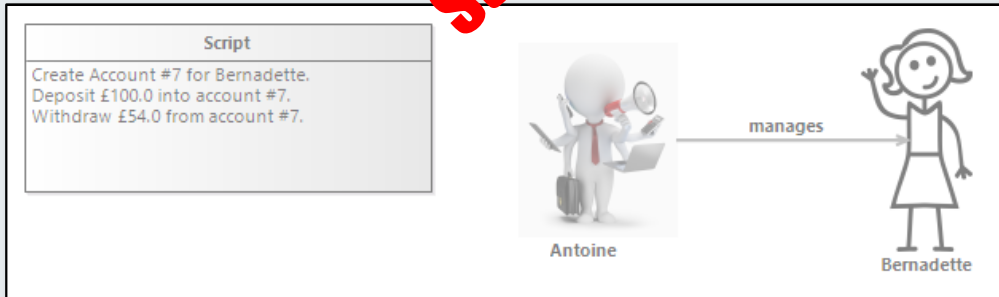 Script
Create Account #7 for Bernadette.
Deposit £100.0 into account #7.
Withdraw £54.0 from account #7.
manages
Antoine
Bernadette